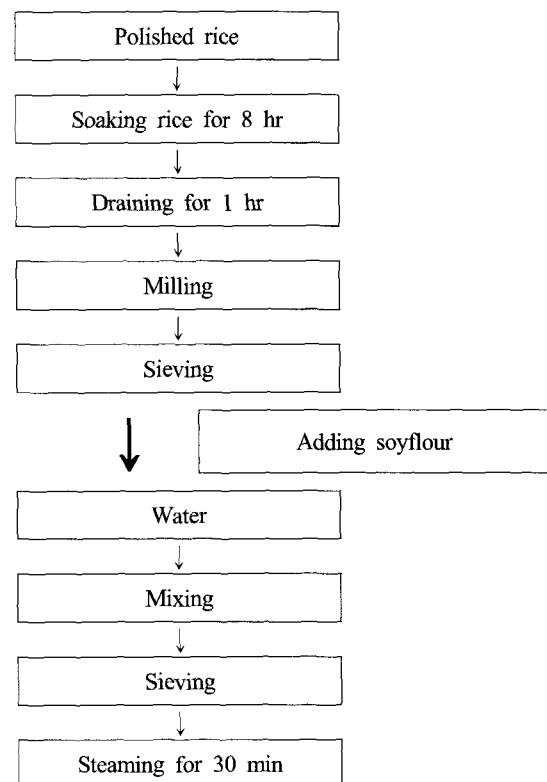 Polished rice
Soaking rice for 8 hr
Draining for 1 hr
Milling
Sieving
Adding soyflour
Water
Mixing
Sieving
Steaming for 30 min